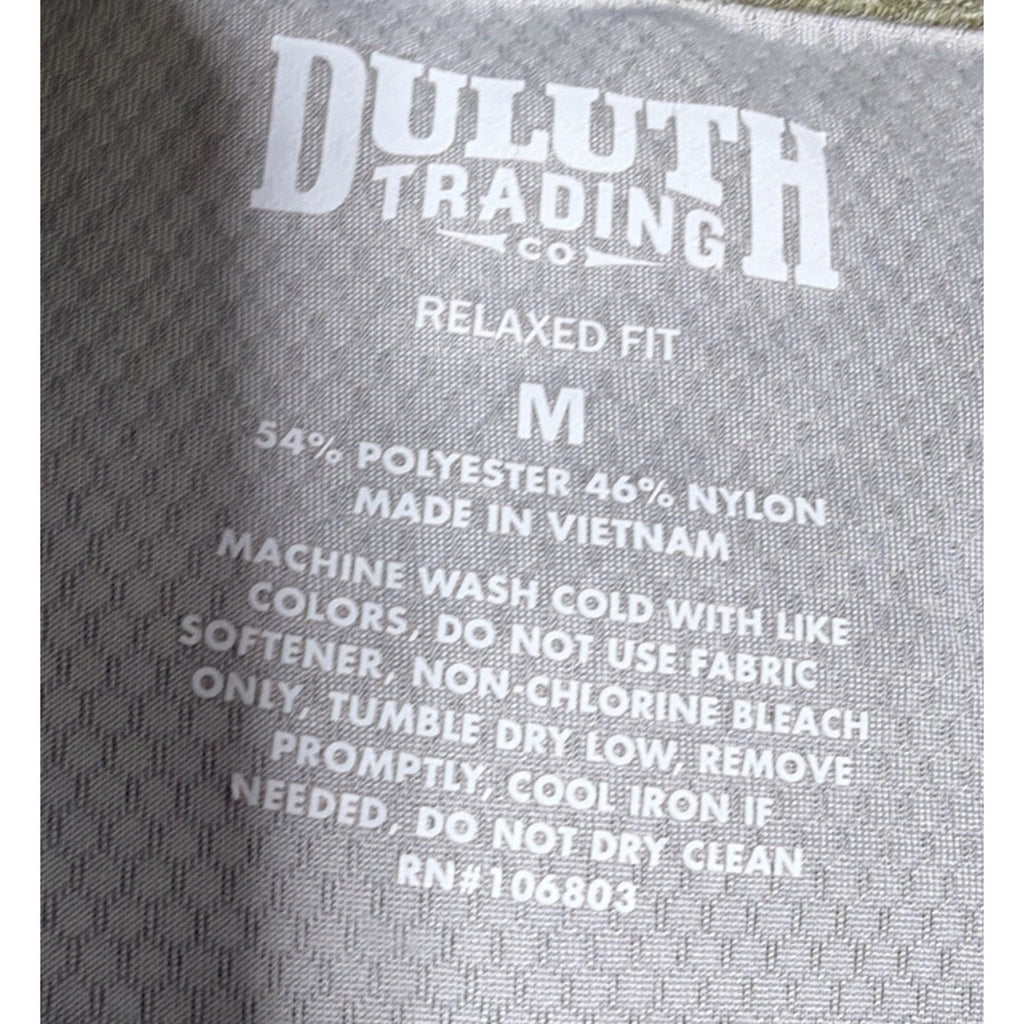 DULUTH
TRADING
CO
RELAXED FIT
M
54% POLYESTER 46% NYLON
MADE IN VIETNAM
MACHINE WASH COLD WITH LIKE
COLORS, DO NOT USE FABRIC
SOFTENER, NON-CHLORINE BLEACH
ONLY, TUMBLE DRY LOW, REMOVE
PROMPTLY, COOL IRON IF
NEEDED, DO NOT DRY CLEAN
RN#106803